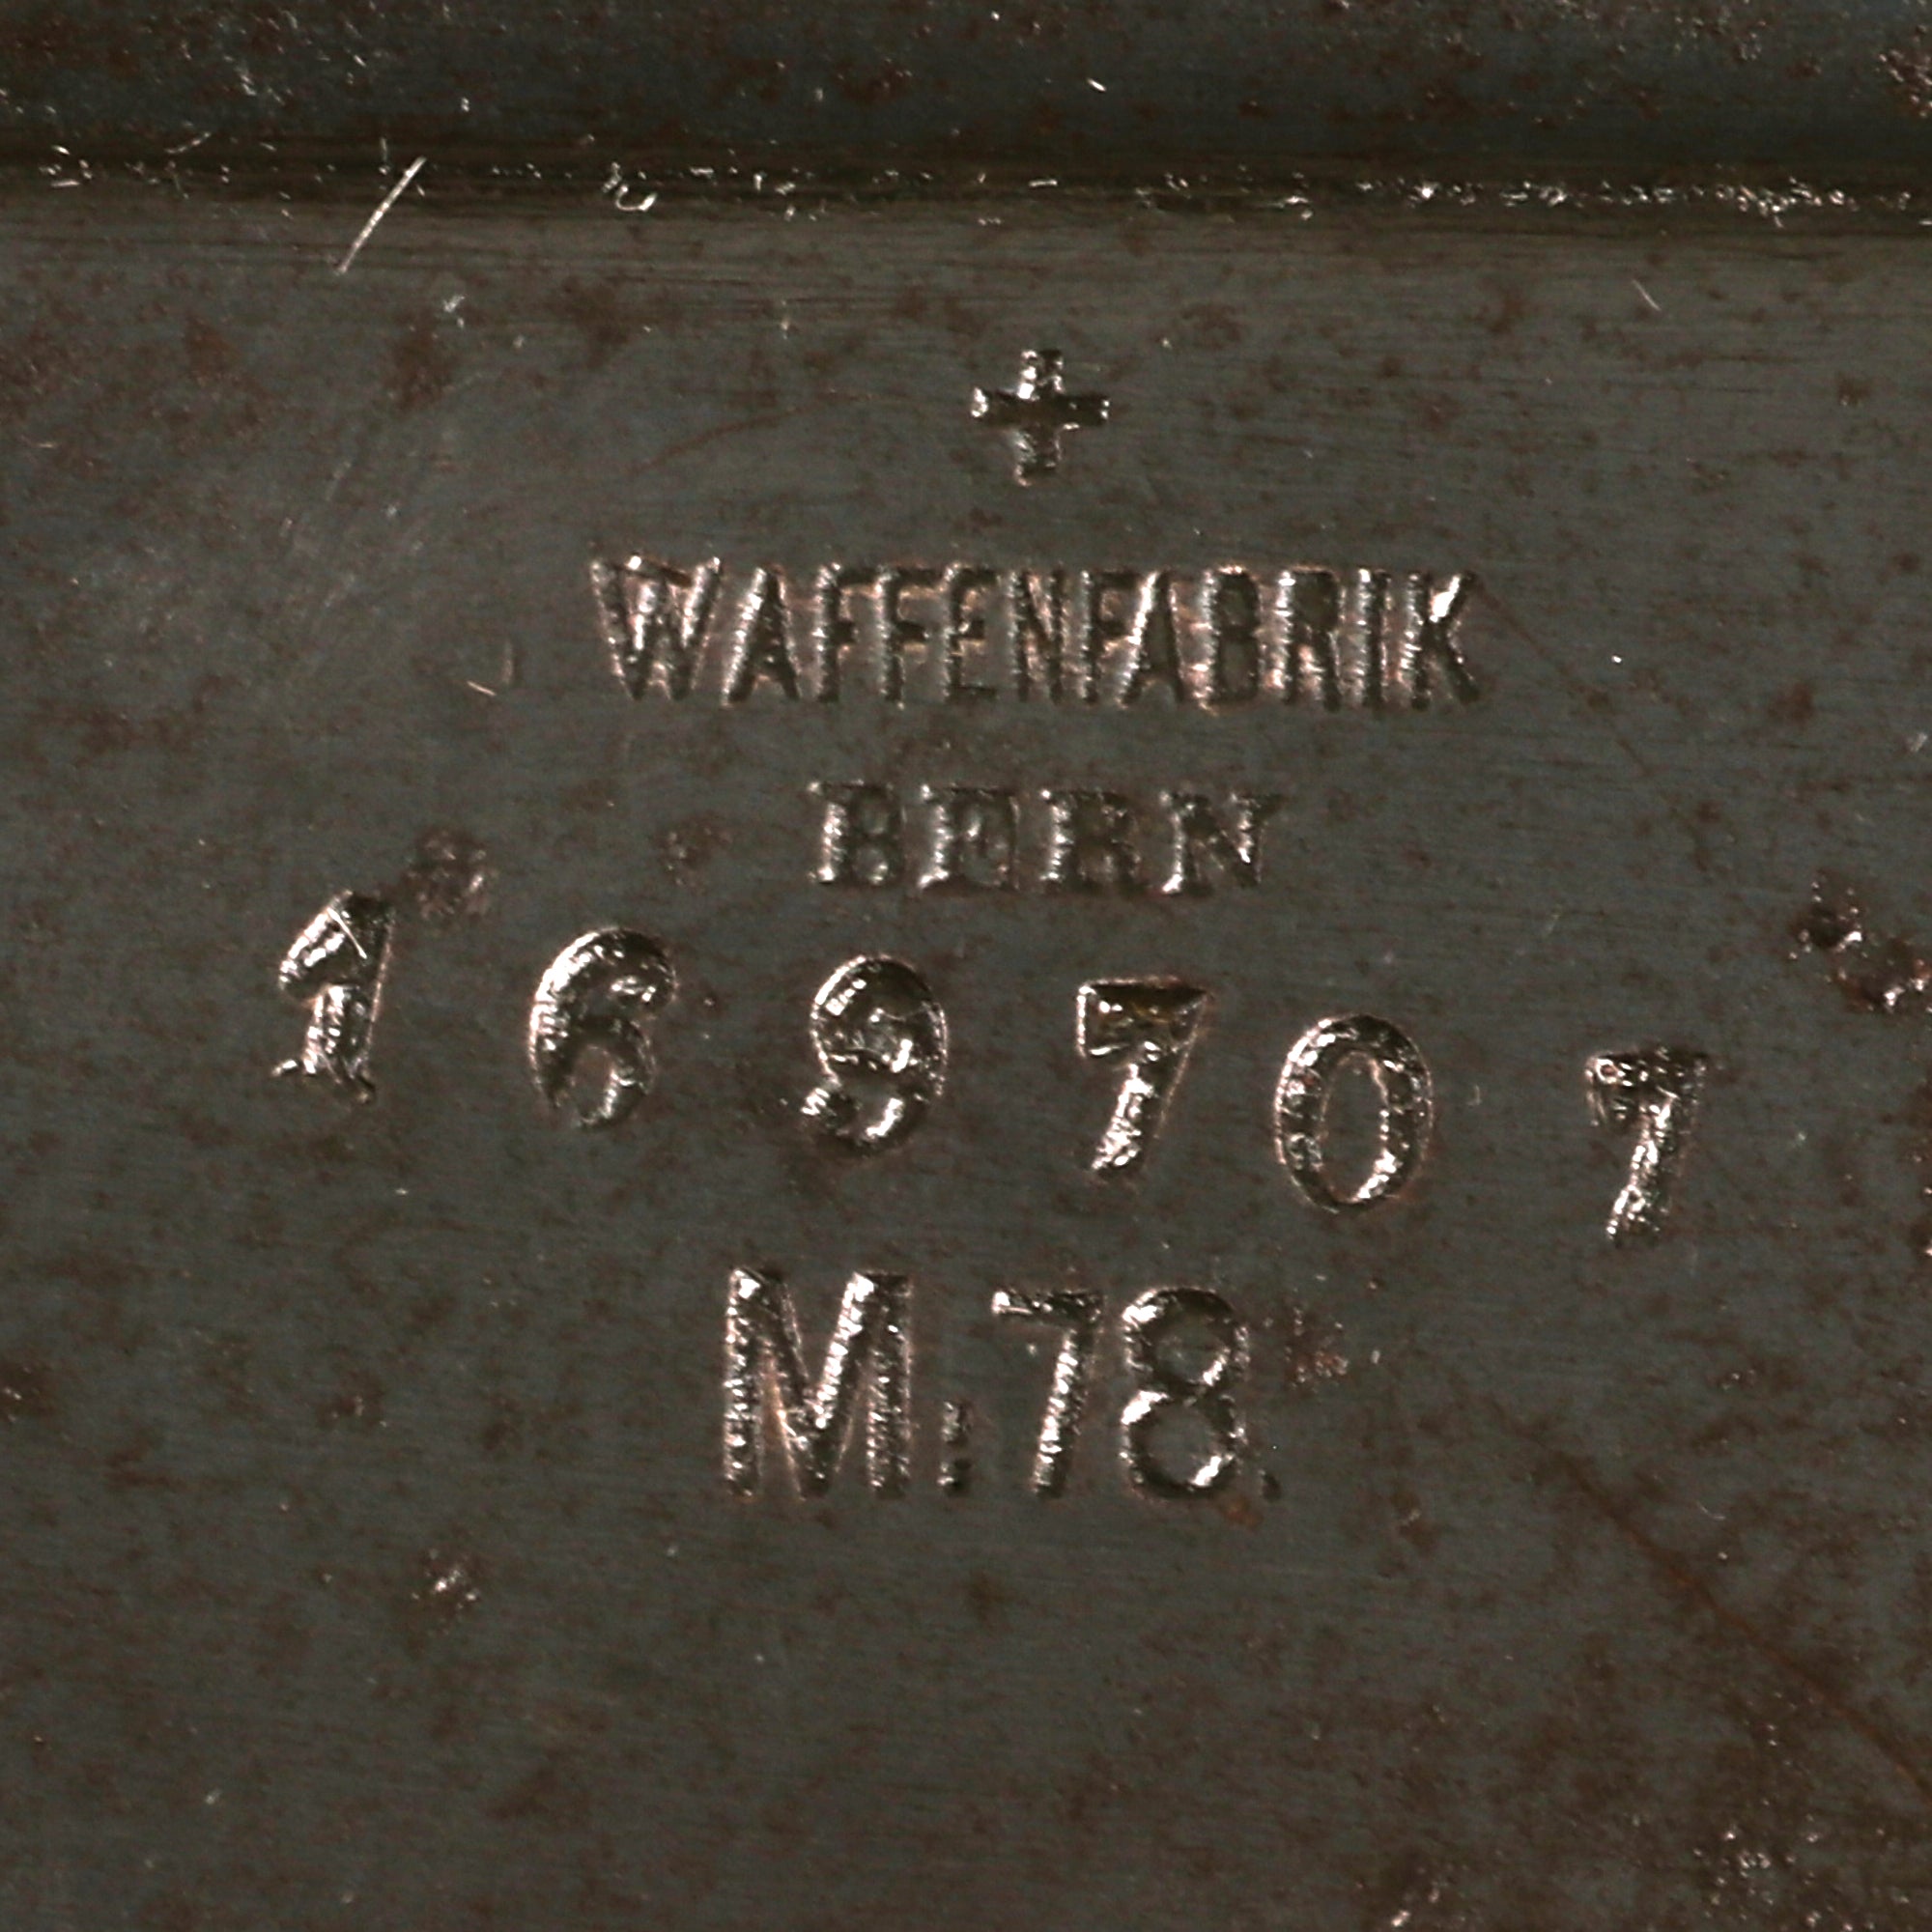 WAFFENFABRIK
BERN
169707
M.78.